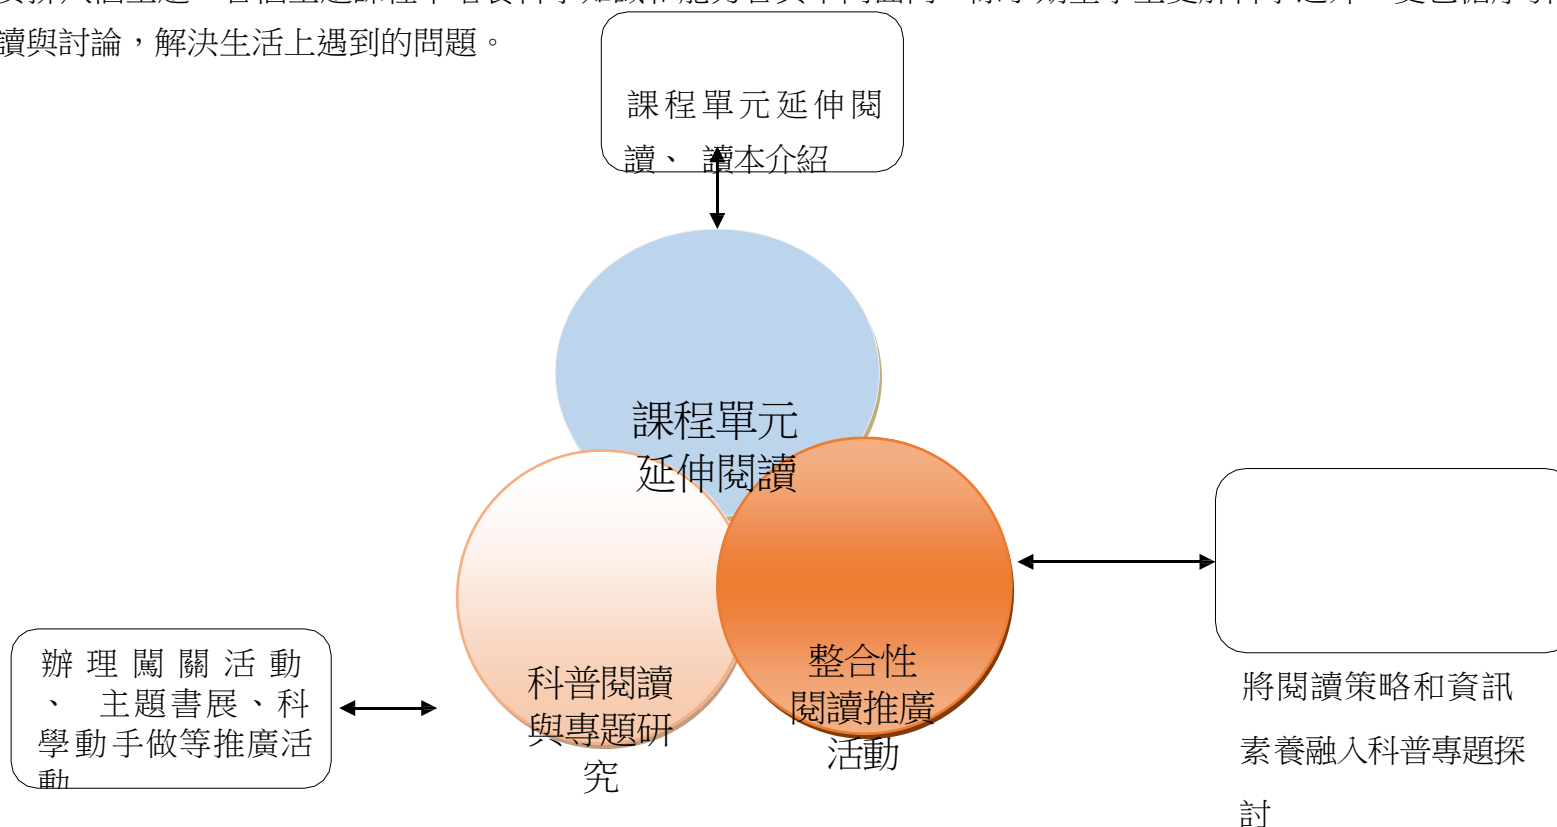 讀與討論，解決生活上遇到的問題。
課程單元延伸閱
讀、 讀本介紹
課程單元
延伸閱讀
科普閱讀
與專題研
究
整合性
閱讀推廣
活動
辦理闖關活動
、 主題書展、科
學動手做等推廣活
動
將閱讀策略和資訊
素養融入科普專題探
討